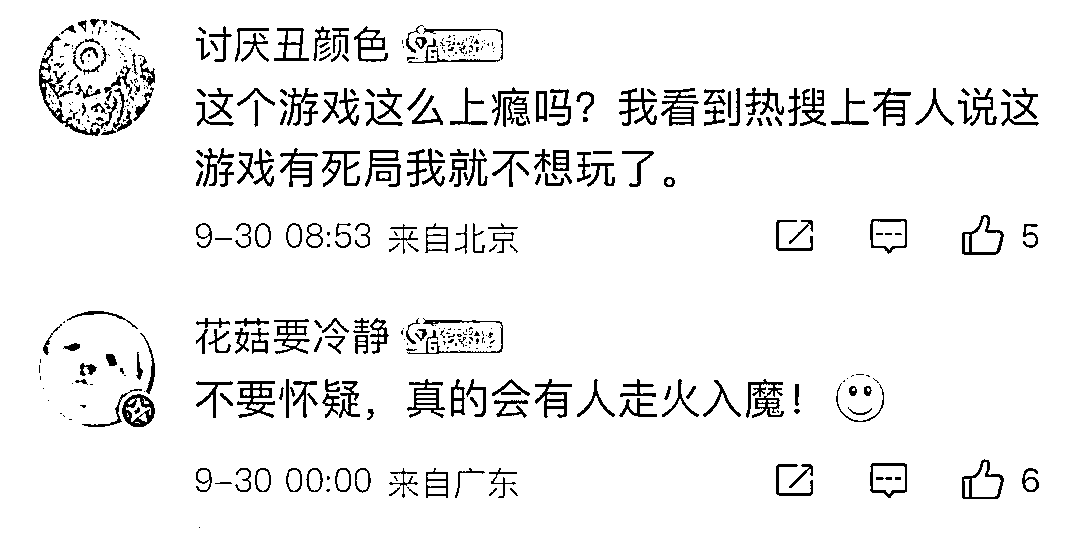 讨厌丑颜色
这个游戏这么上瘾吗？我看到热搜上有人说这
游戏有死局我就不想玩了。
9-30 08:53 来自北京
5
花菇要冷静
不要怀疑，真的会有人走火入魔！
9-30 00:00 来自广东
6